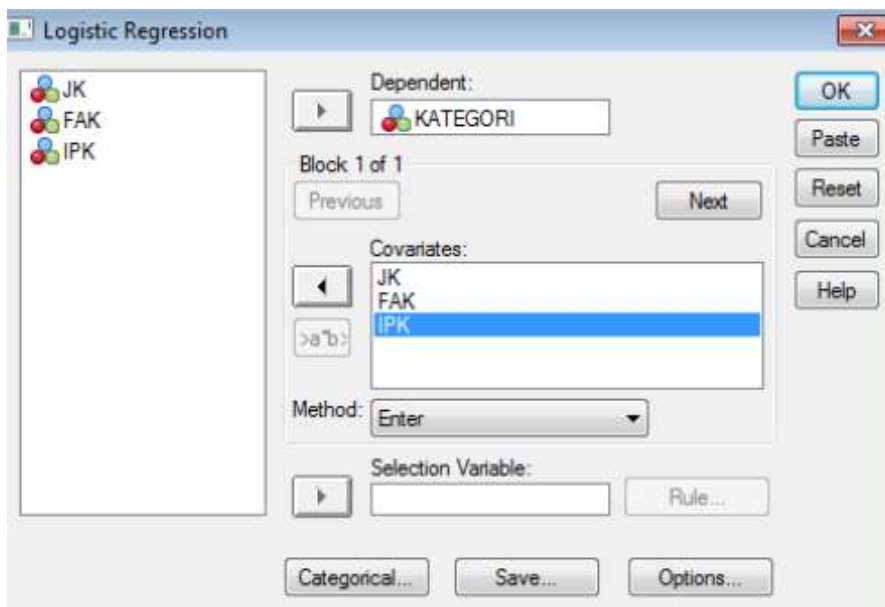 Logistic Regression
JK
FAK
IPK
Dependent:
KATEGORI
Block 1 of 1
Previous
Next
Covariates:
JK
FAK
IPK
>a*b>
Method:
Enter
Selection Variable:
Rule...
Categorical...
Save...
Options...
OK
Paste
Reset
Cancel
Help